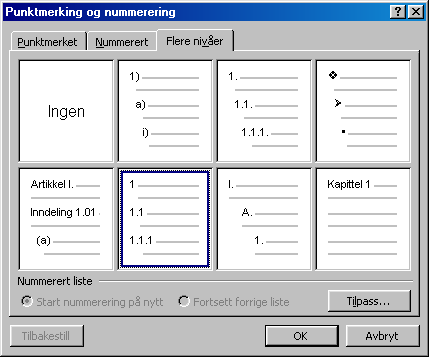 Punktmerking og nummerering
Punktmerket Nummerert Flere nivåer
Ingen
1)
a)
i)
1.
1.1.
1.1.1.
Artikkel I.
Inndeling 1.01
(a)
1
1.1
1.1.1
I.
A.
1.
Kapittel 1
Nummerert liste
Start nummerering på nytt Fortsett forrige liste Tilpass...
Tilbakestill OK Avbryt